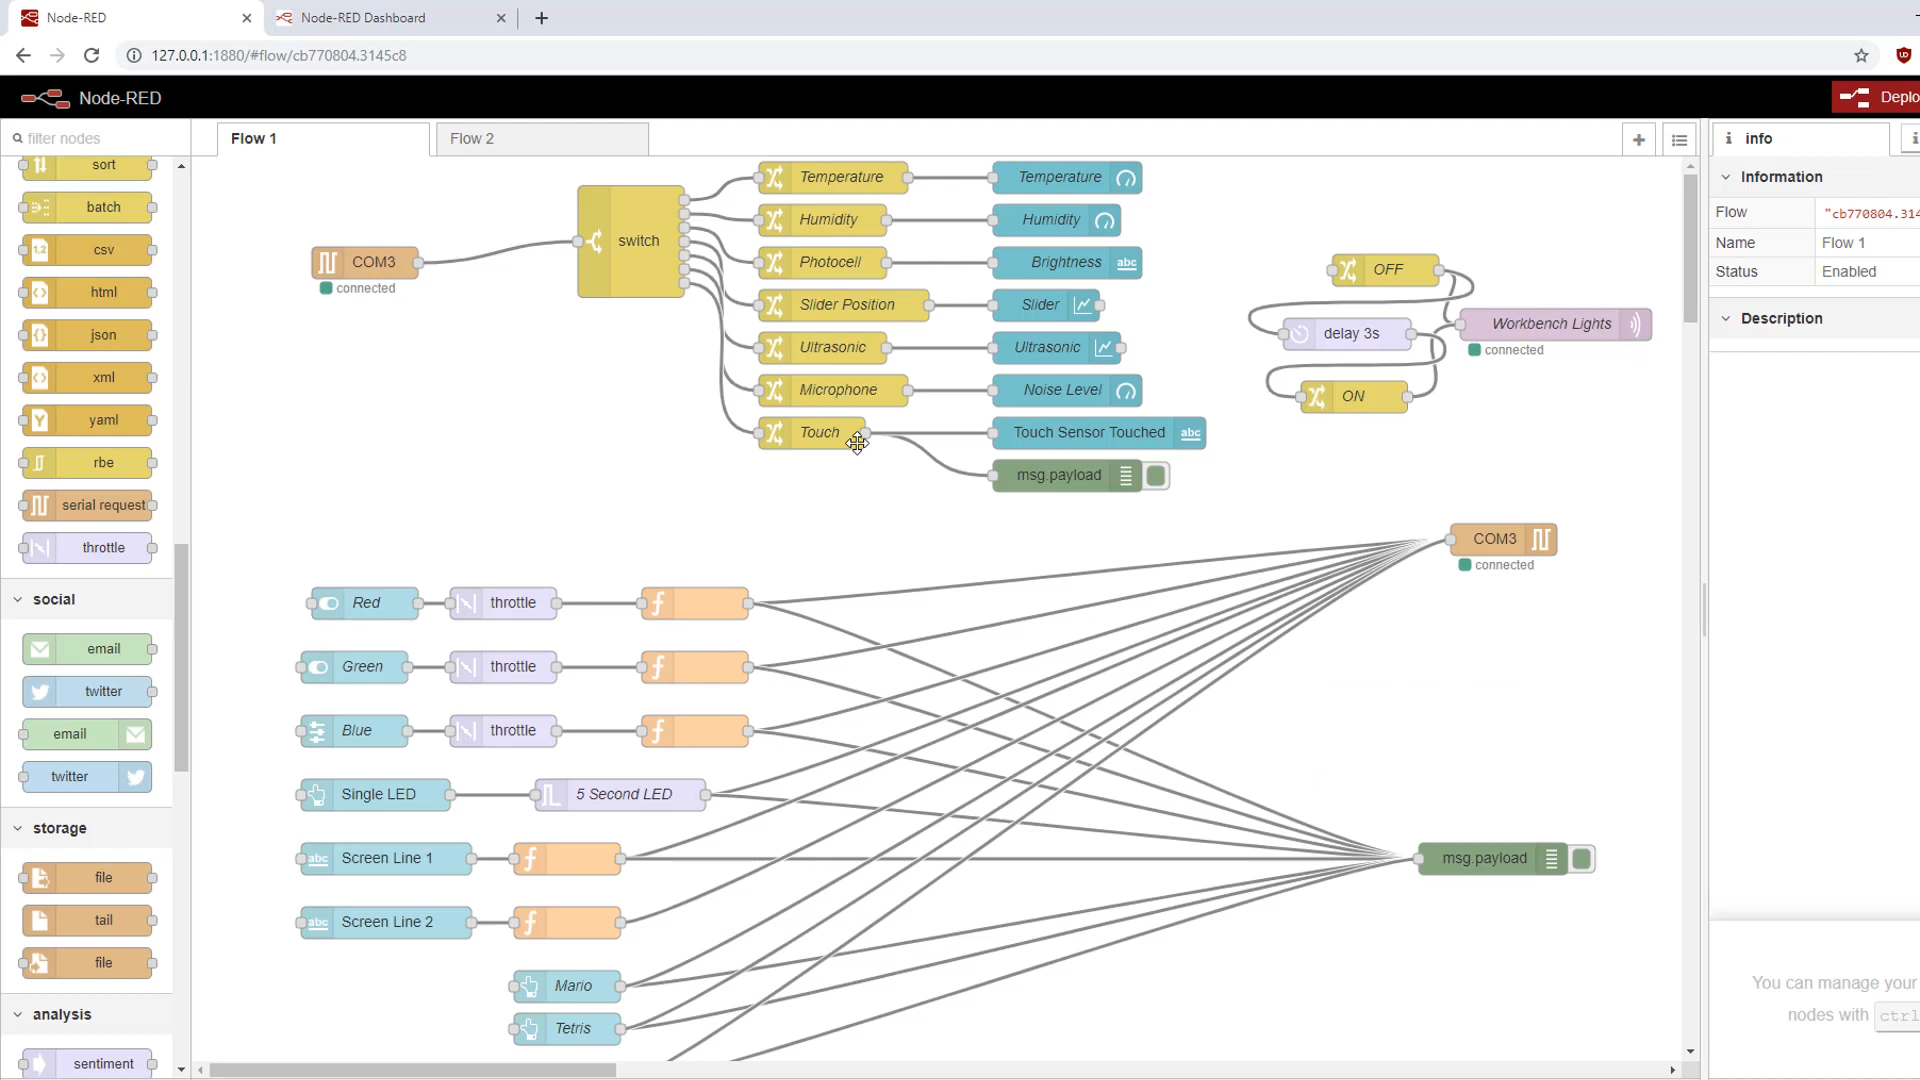 Node-RED
Node-RED Dashboard
127.0.0.1:1880/#flow/cb770804.3145c8
Node-RED
Deplo
filter nodes
Flow 1
Flow 2
info
sort
batch
csv
html
json
xml
yaml
rbe
serial request
throttle
social
email
twitter
email
twitter
storage
file
tail
file
analysis
sentiment
COM3
connected
switch
Temperature
Temperature
Humidity
Humidity
Photocell
Brightness
abc
Slider Position
Slider
Ultrasonic
Ultrasonic
Microphone
Noise Level
Touch
Touch Sensor Touched
abc
msg.payload
OFF
delay 3s
Workbench Lights
connected
ON
COM3
connected
Red
throttle
f
Green
throttle
f
Blue
throttle
f
Single LED
5 Second LED
abc
Screen Line 1
f
msg.payload
abc
Screen Line 2
f
Mario
Tetris
Information
Flow
"cb770804.314
Name
Flow 1
Status
Enabled
Description
You can manage your
nodes with ctrl